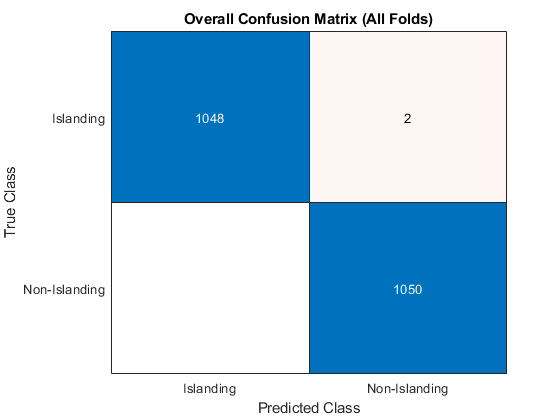 Overall Confusion Matrix (All Folds)
True Class
Islanding
1048
2
Non-Islanding
1050
Islanding
Non-Islanding
Predicted Class